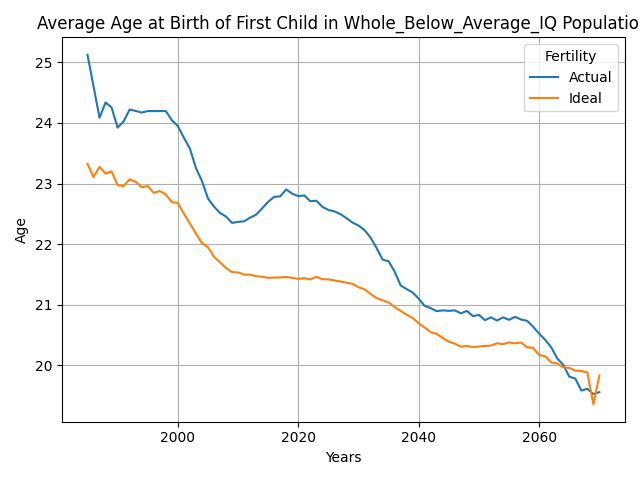 Average Age at Birth of First Child in Whole_Below_Average_IQ Populatio
Fertility
Actual
Ideal
25
24
23
22
21
20
Age
2000
2020
2040
2060
Years